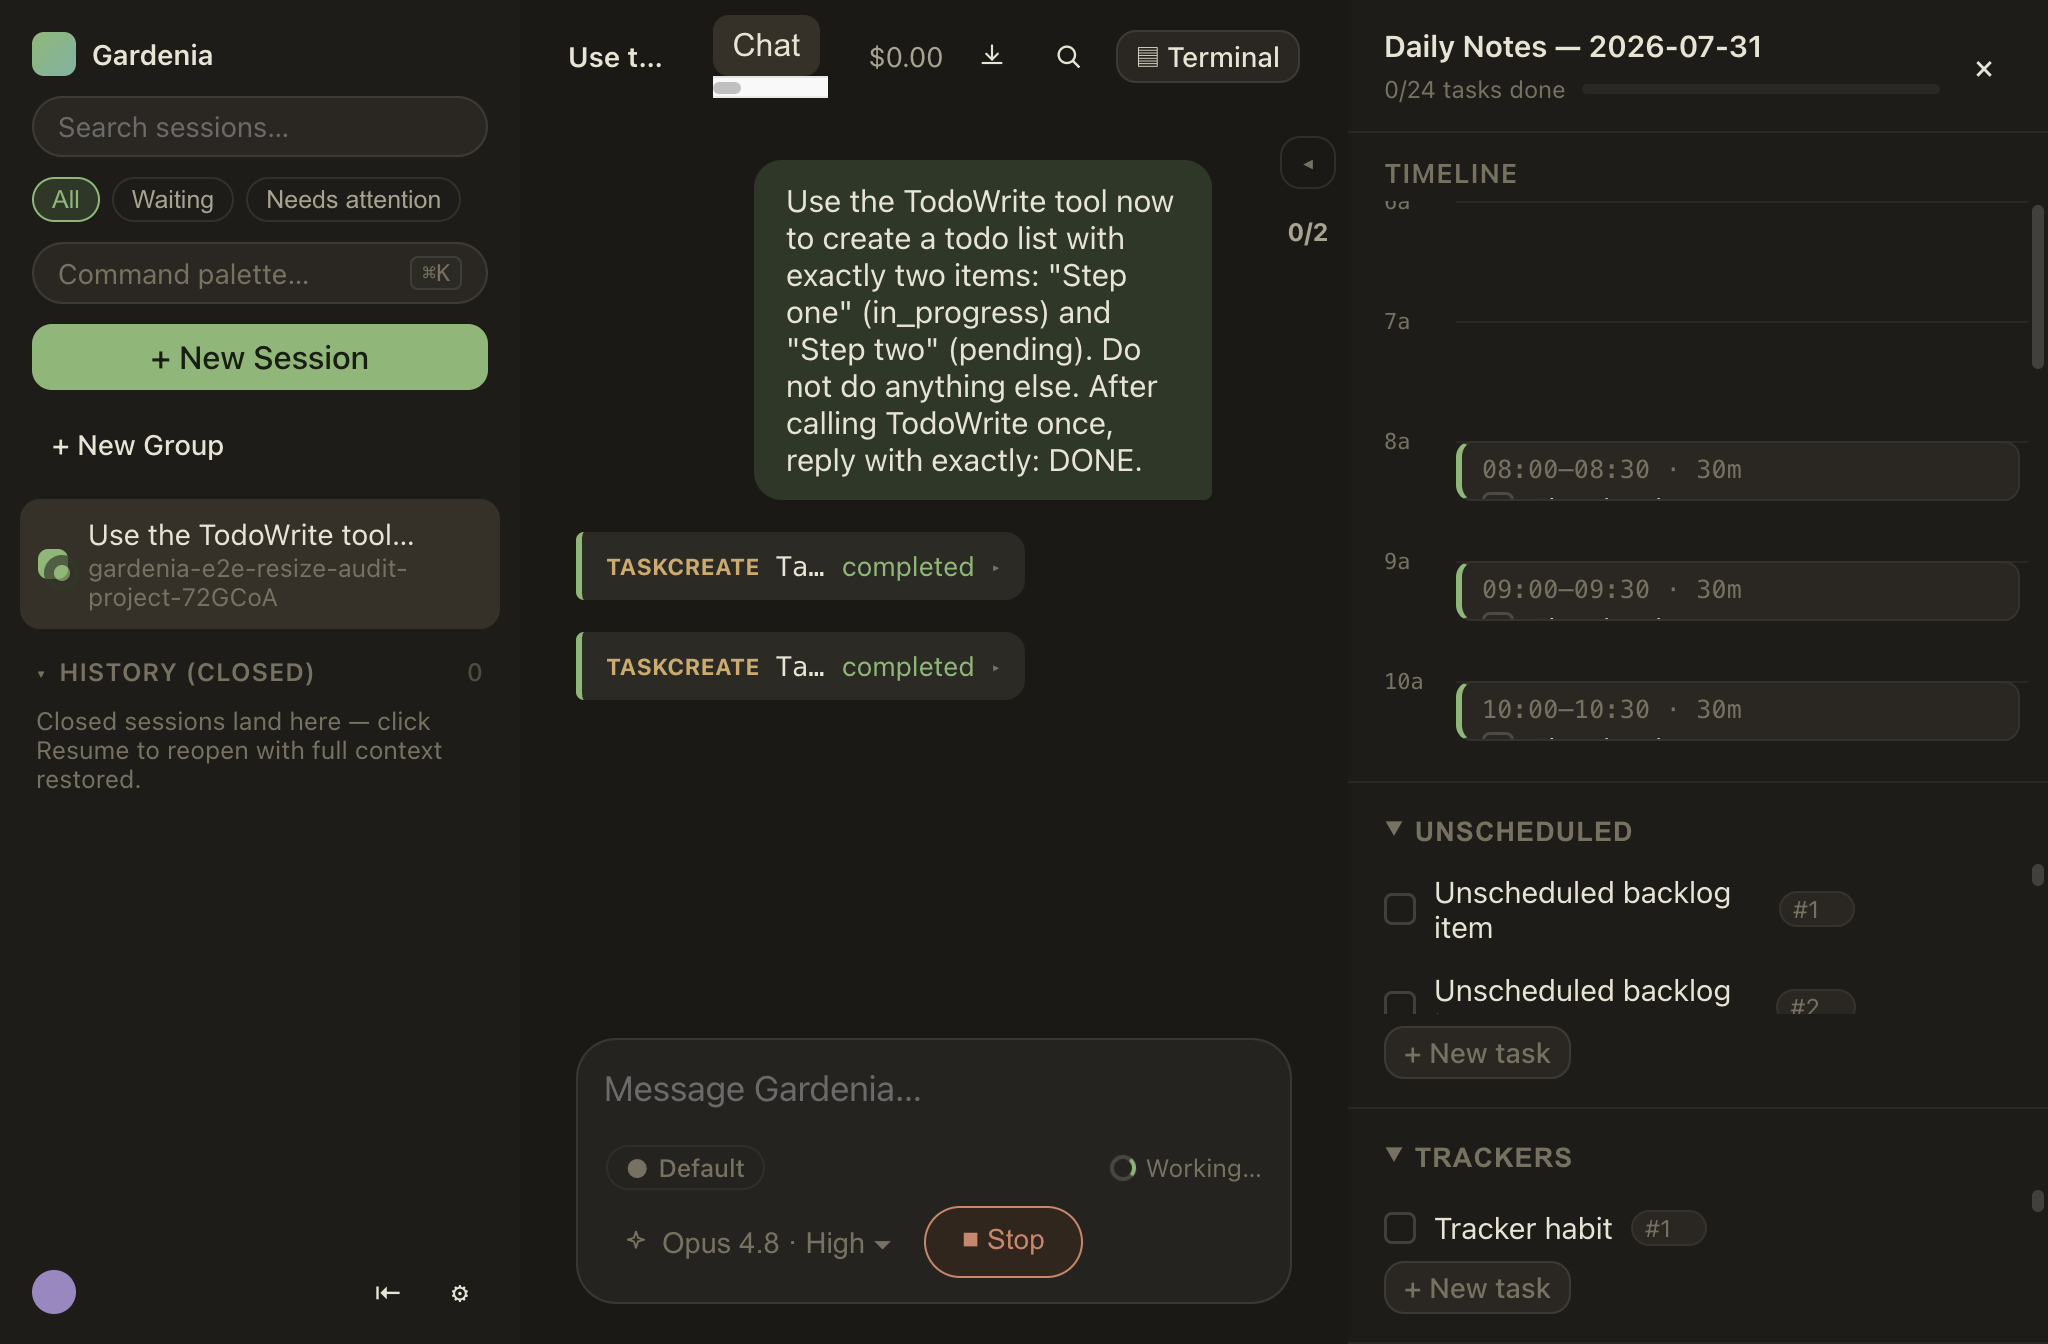 Gardenia
Search sessions...
All
Waiting
Needs attention
Command palette...
⌘K
+ New Session
+ New Group
Use the TodoWrite tool...
gardenia-e2e-resize-audit-
project-72GCoA
HISTORY (CLOSED)
0
Closed sessions land here — click
Resume to reopen with full context
restored.
Use t...
Chat
$0.00
Terminal
0/2
Use the TodoWrite tool now
to create a todo list with
exactly two items: "Step
one" (in_progress) and
"Step two" (pending). Do
not do anything else. After
calling TodoWrite once,
reply with exactly: DONE.
TASKCREATE Ta... completed
TASKCREATE Ta... completed
Message Gardenia...
Default
Working...
Opus 4.8 · High
Stop
Daily Notes — 2026-07-31
0/24 tasks done
TIMELINE
6a
7a
8a
08:00–08:30 · 30m
9a
09:00–09:30 · 30m
10a
10:00–10:30 · 30m
UNSCHEDULED
Unscheduled backlog
item
#1
Unscheduled backlog
#2
+ New task
TRACKERS
Tracker habit
#1
+ New task